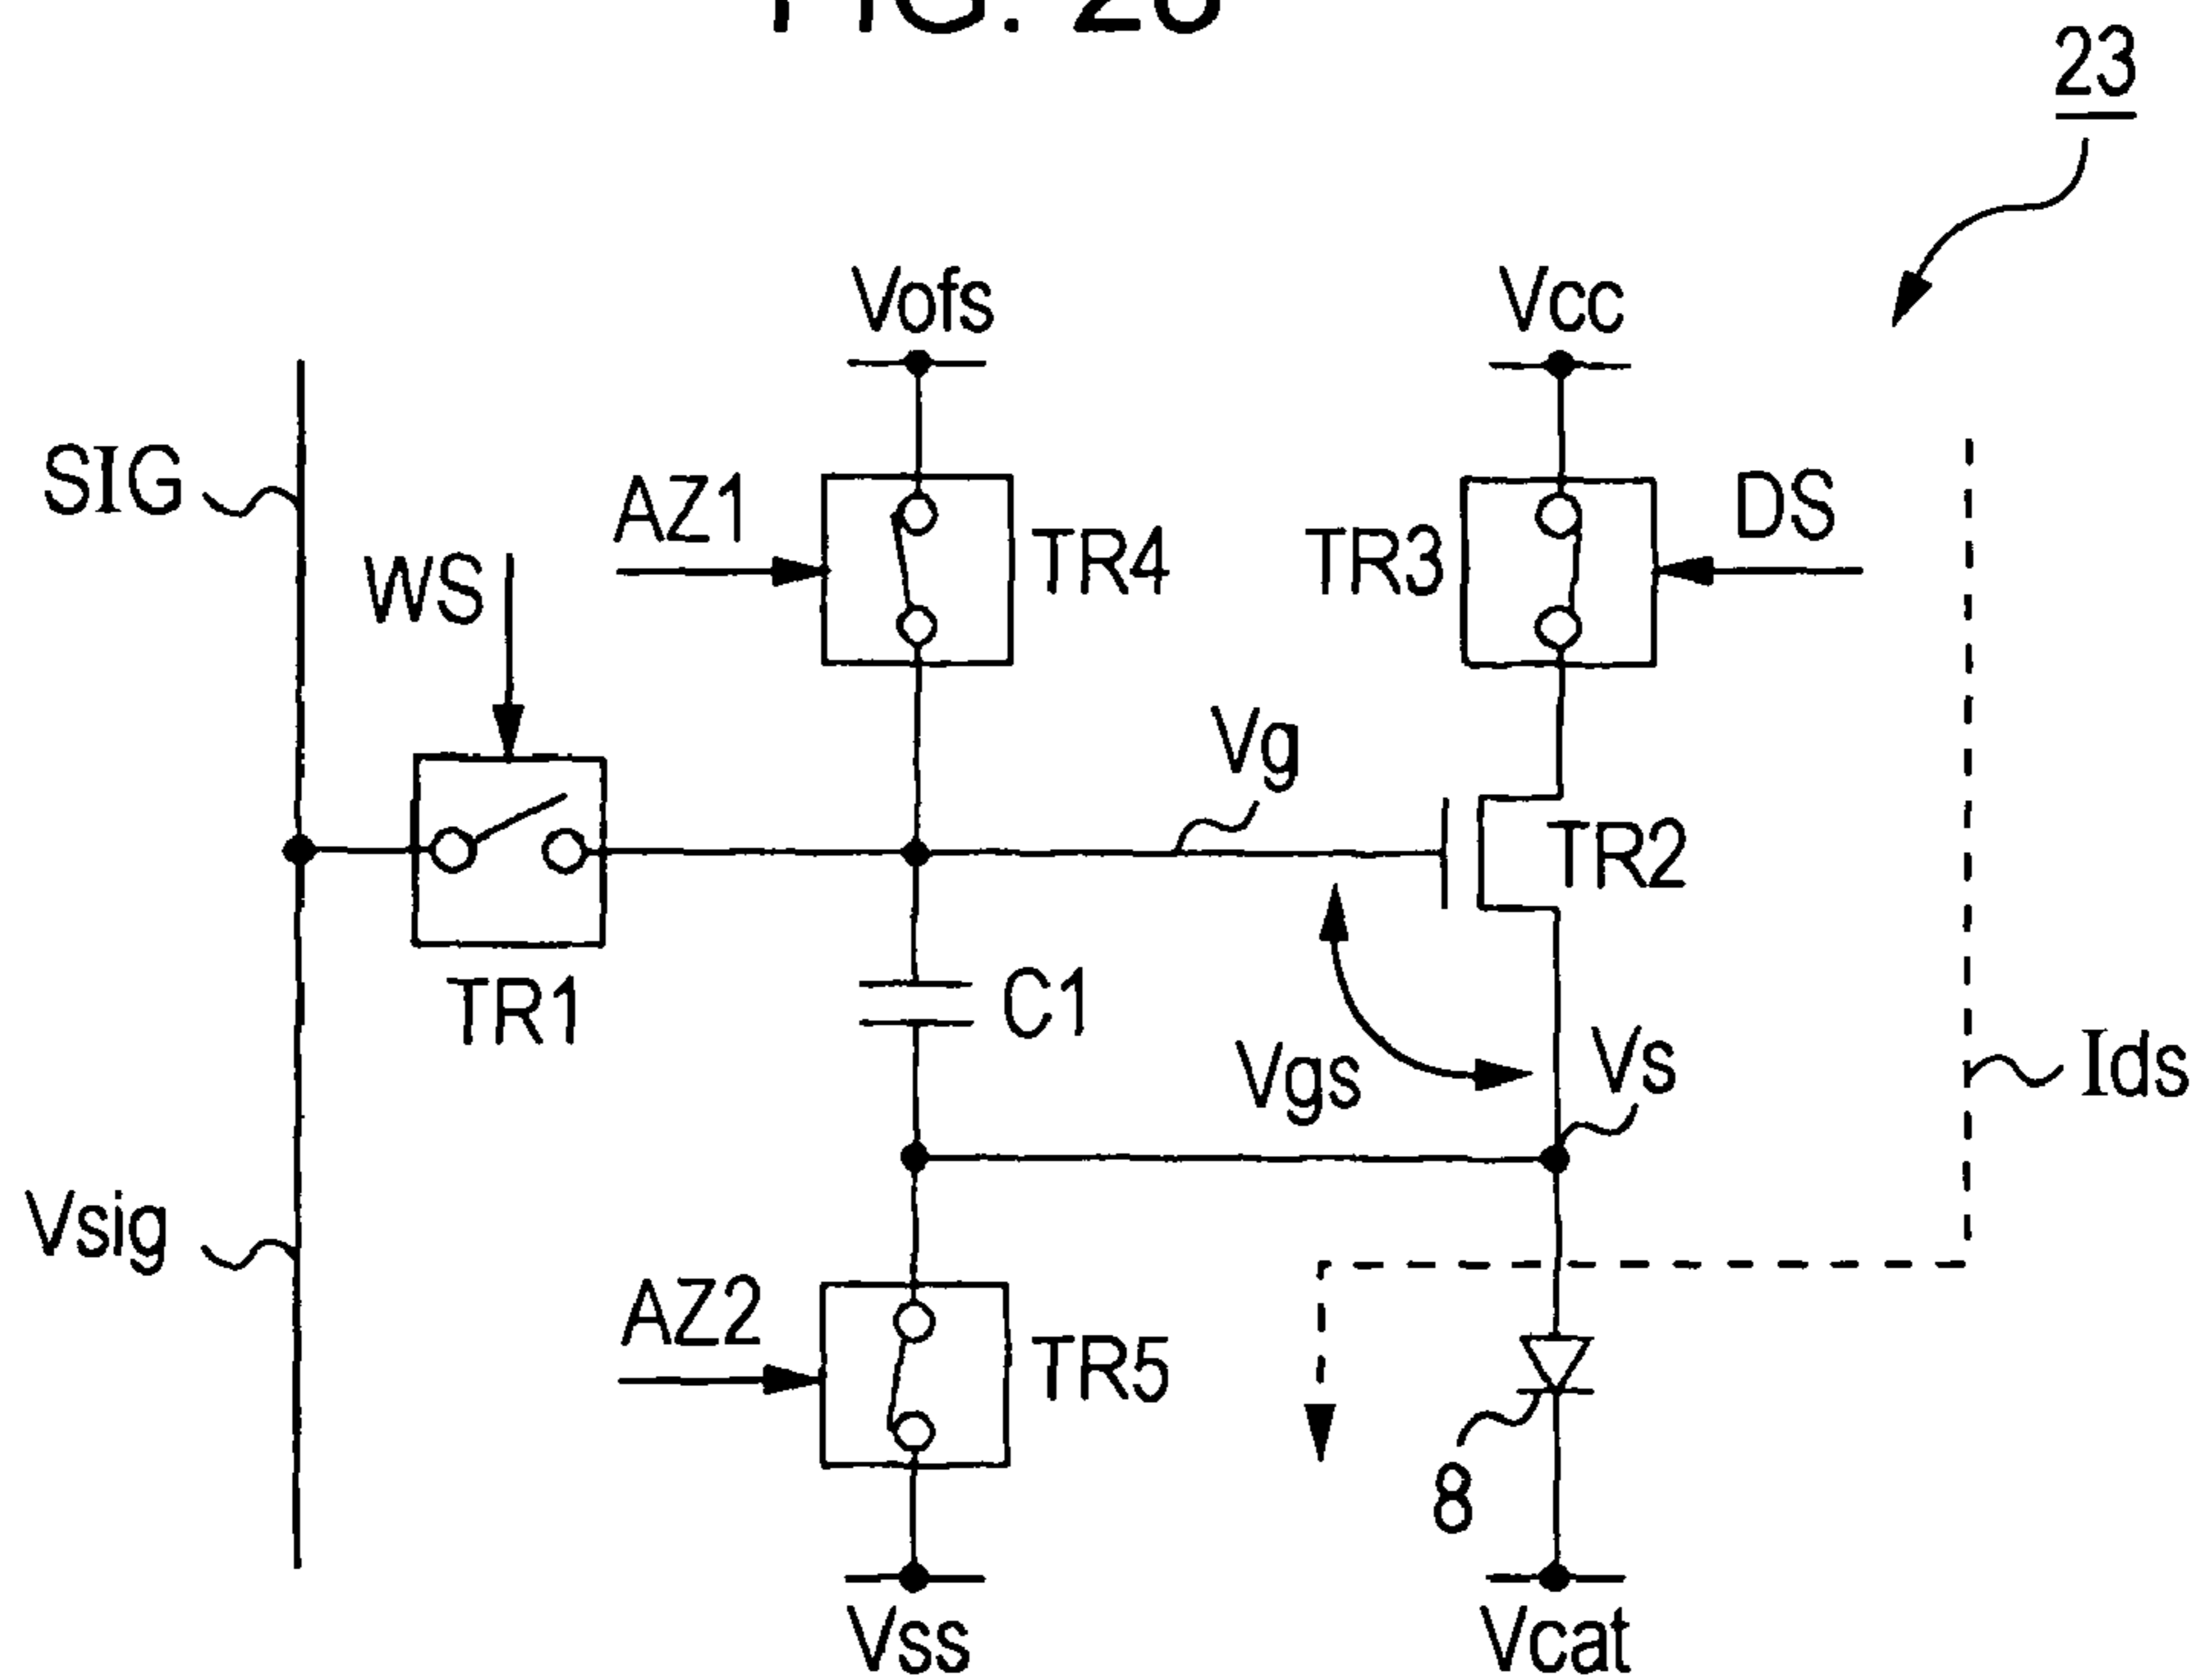 23
Vofs
Vcc
SIG
AZ1
TR4
TR3
DS
WS
Vg
TR2
TR1
C1
Vgs
Vs
Ids
Vsig
AZ2
TR5
8
Vss
Vcat